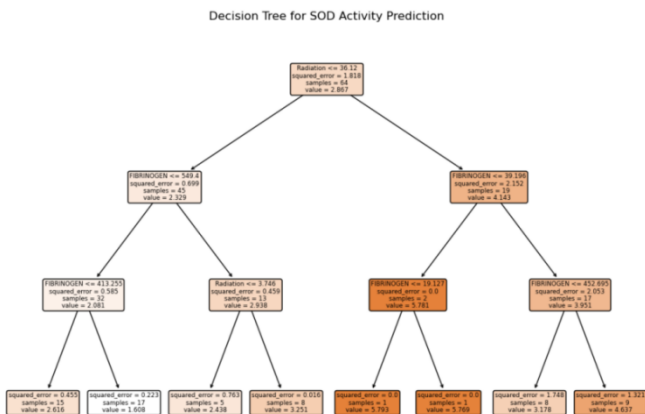 Decision Tree for SOD Activity Prediction
Radiation <= 36.12
squared_error = 1.818
samples = 64
value = 2.867
FIBRINOGEN <= 549.4
squared_error = 0.699
samples = 45
value = 2.329
FIBRINOGEN <= 39.196
squared_error = 2.152
samples = 19
value = 4.143
FIBRINOGEN <= 413.255
squared_error = 0.585
samples = 32
value = 2.081
Radiation <= 3.746
squared_error = 0.459
samples = 13
value = 2.938
FIBRINOGEN <= 19.127
squared_error = 0.0
samples = 2
value = 5.781
FIBRINOGEN <= 452.695
squared_error = 2.053
samples = 17
value = 3.951
squared_error = 0.455
samples = 15
value = 2.616
squared_error = 0.223
samples = 17
value = 1.608
squared_error = 0.763
samples = 5
value = 2.438
squared_error = 0.016
samples = 8
value = 3.251
squared_error = 0.0
samples = 1
value = 5.793
squared_error = 0.0
samples = 1
value = 5.769
squared_error = 1.748
samples = 8
value = 3.178
squared_error = 1.321
samples = 9
value = 4.637